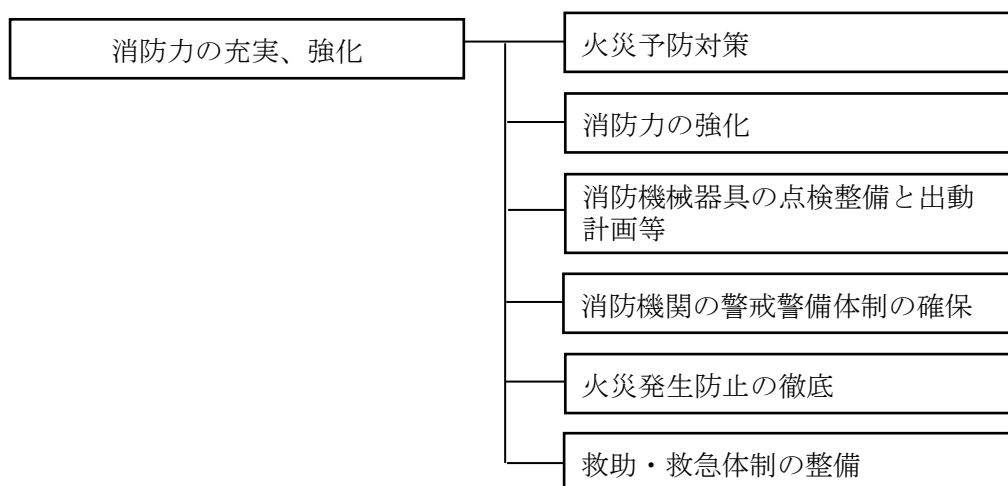 消防力の充実、強化
火災予防対策
消防力の強化
消防機械器具の点検整備と出動
計画等
消防機関の警戒警備体制の確保
火災発生防止の徹底
救助・救急体制の整備